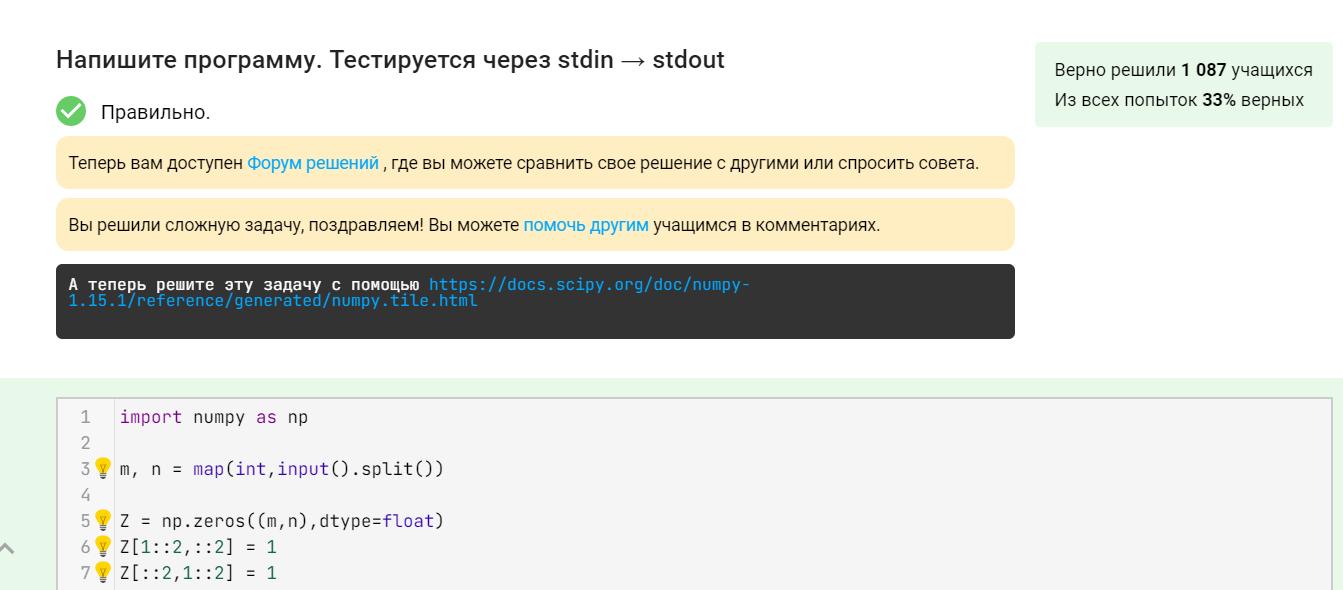 Напишите программу. Тестируется через stdin → stdout
Верно решили 1 087 учащихся
Из всех попыток 33% верных
Правильно.
Теперь вам доступен Форум решений , где вы можете сравнить свое решение с другими или спросить совета.
Вы решили сложную задачу, поздравляем! Вы можете помочь другим учащимся в комментариях.
А теперь решите эту задачу с помощью https://docs.scipy.org/doc/numpy-
1.15.1/reference/generated/numpy.tile.html
1 import numpy as np
2
3 m, n = map(int,input().split())
4
5 Z = np.zeros((m,n),dtype=float)
6 Z[1::2,::2] = 1
7 Z[::2,1::2] = 1